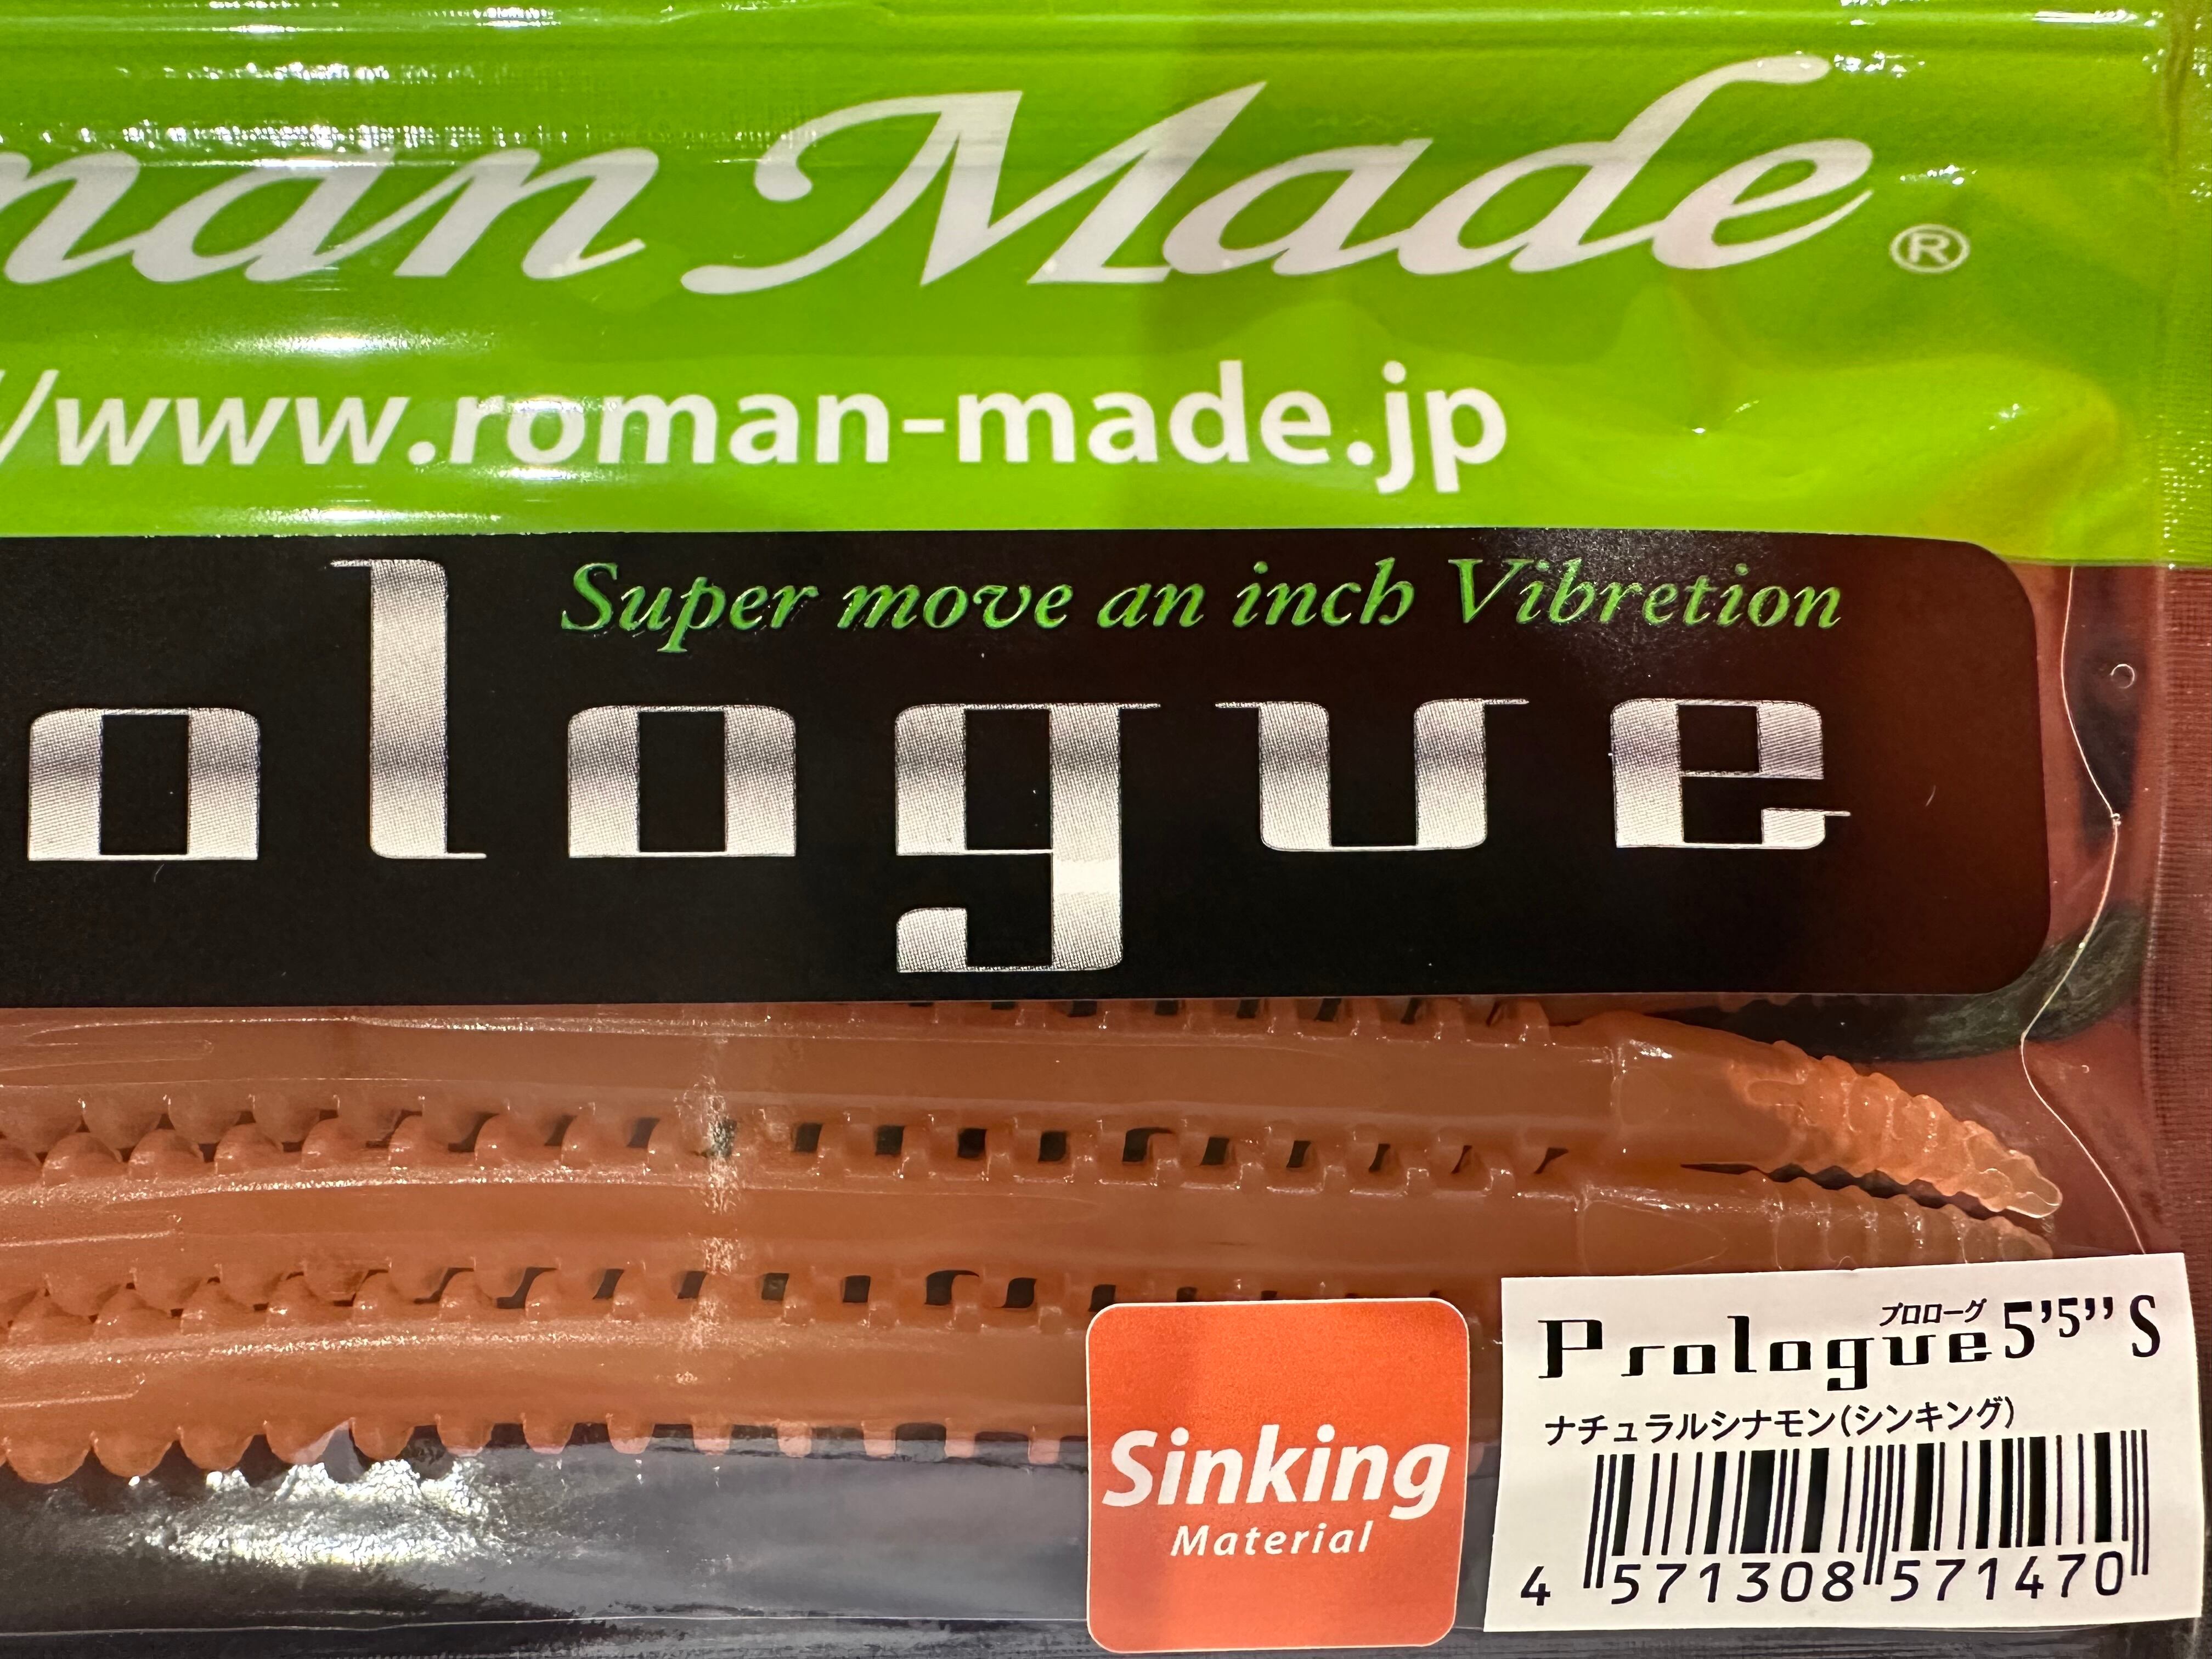 man Made®
//www.roman-made.jp
Super move an inch Vibretion
ologue
プロローグ
Prologue 5'5" S
ナチュラルシナモン(シンキング)
Sinking
Material
4 571308 571470